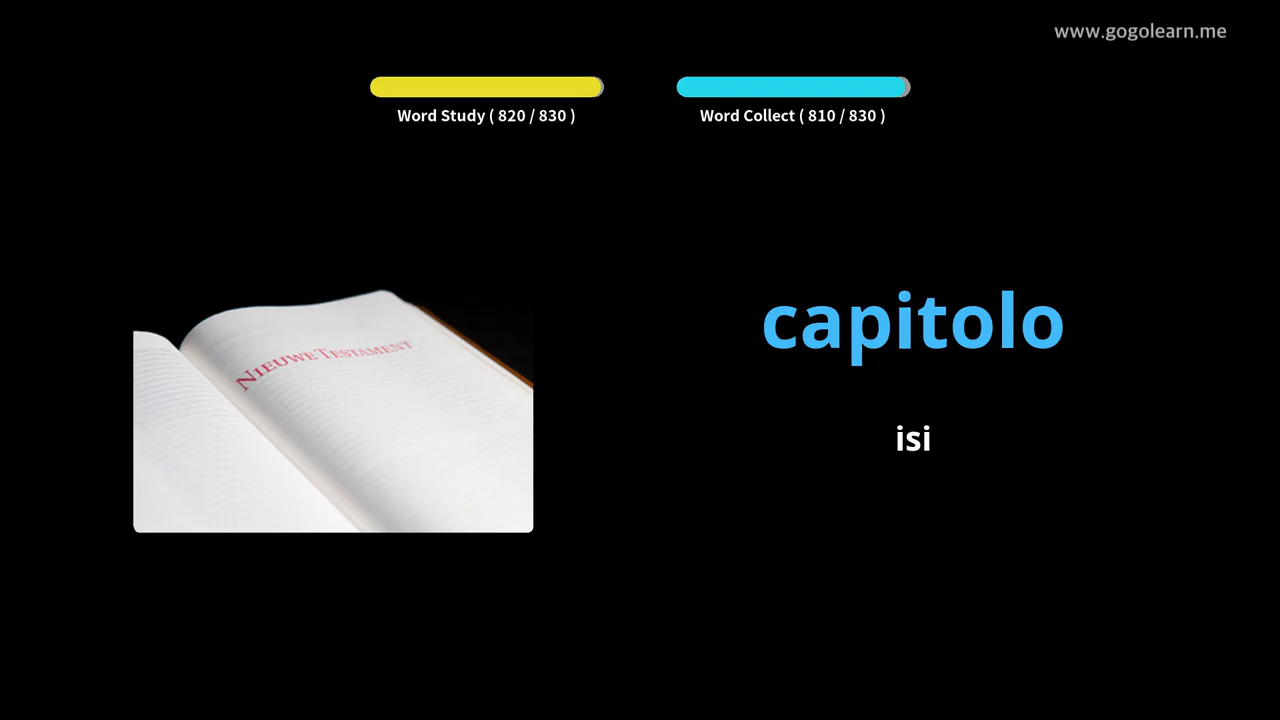 www.gogolearn.me
Word Study ( 820 / 830 )
Word Collect ( 810 / 830 )
NIEUWE TESTAMENT
capitolo
isi